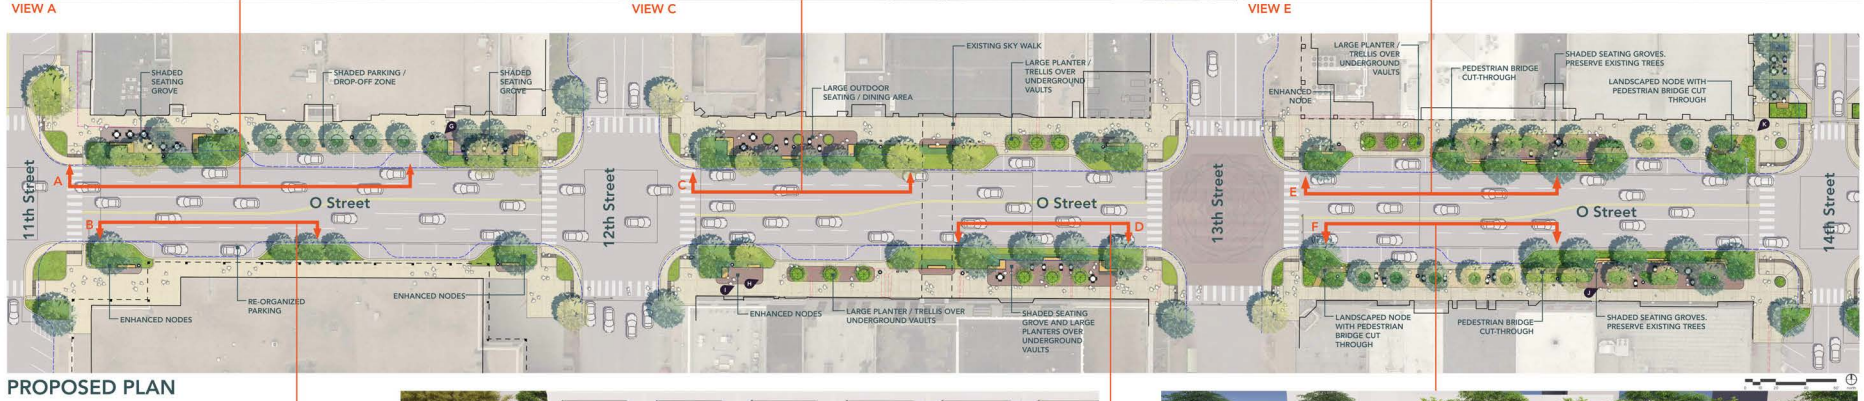 VIEW A
VIEW C
VIEW E
SHADED
SEATING
GROVE
SHADED PARKING /
DROP-OFF ZONE
SHADED
SEATING
GROVE
EXISTING SKY WALK
LARGE PLANTER /
TRELLIS OVER
UNDERGROUND
VAULTS
LARGE OUTDOOR
SEATING / DINING AREA
ENHANCED
NODE
LARGE PLANTER /
TRELLIS OVER
UNDERGROUND
VAULTS
PEDESTRIAN BRIDGE
CUT-THROUGH
SHADED SEATING GROVES.
PRESERVE EXISTING TREES
LANDSCAPED NODE WITH
PEDESTRIAN BRIDGE CUT
THROUGH
G
K
A
C
E
11th Street
O Street
12th Street
O Street
13th Street
O Street
14th Street
B
D
F
I
H
J
ENHANCED NODES
RE-ORGANIZED
PARKING
ENHANCED NODES
ENHANCED NODES
LARGE PLANTER / TRELLIS OVER
UNDERGROUND VAULTS
SHADED SEATING
GROVE AND LARGE
PLANTERS OVER
UNDERGROUND
VAULTS
LANDSCAPED NODE
WITH PEDESTRIAN
BRIDGE CUT
THROUGH
PEDESTRIAN BRIDGE
CUT-THROUGH
SHADED SEATING GROVES.
PRESERVE EXISTING TREES
PROPOSED PLAN